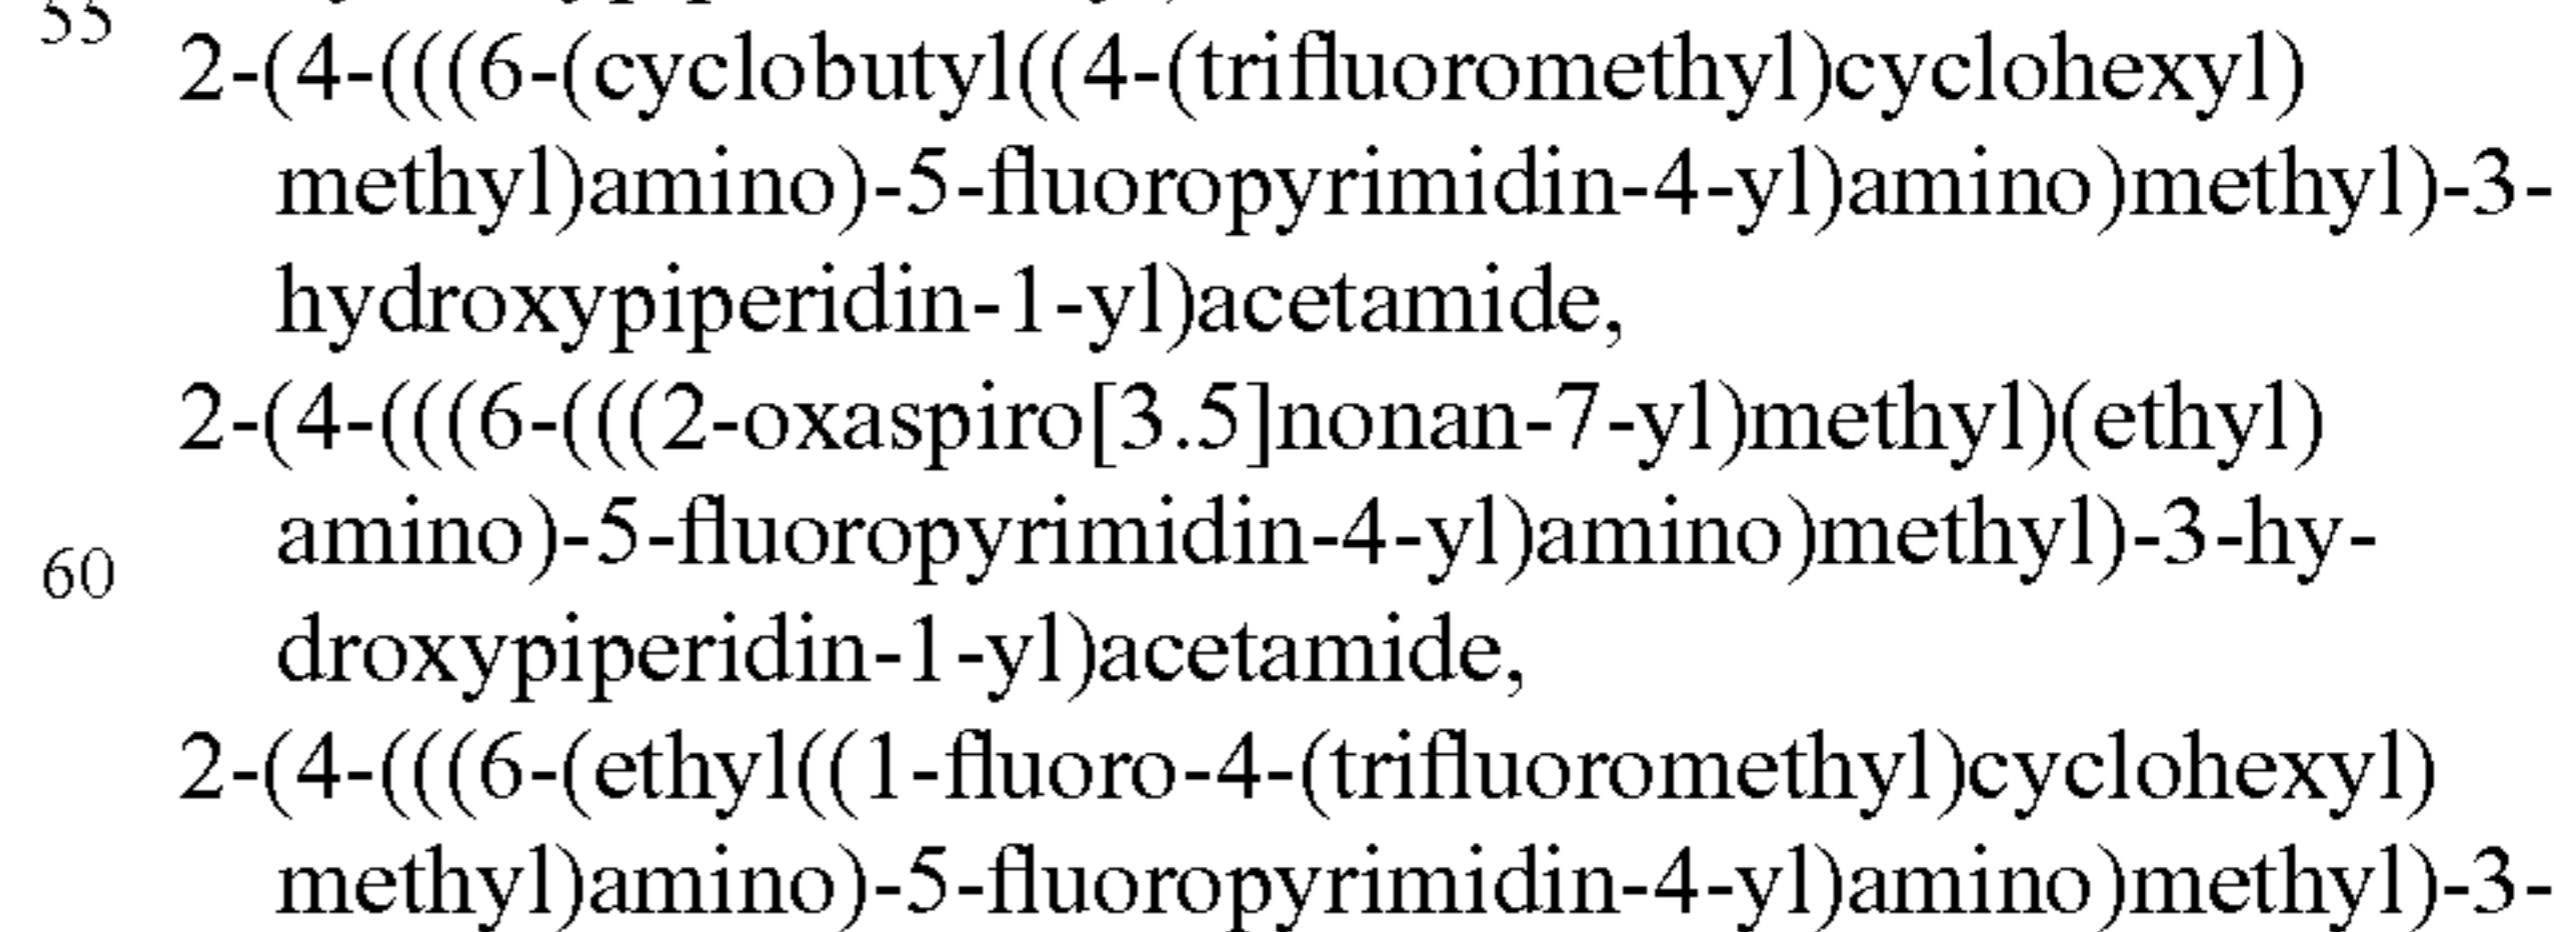 55
2-(4-(((6-(cyclobutyl((4-(trifluoromethyl)cyclohexyl)
methyl)amino)-5-fluoropyrimidin-4-yl)amino)methyl)-3-
hydroxypiperidin-1-yl)acetamide,
2-(4-(((6-(((2-oxaspiro[3.5]nonan-7-yl)methyl)(ethyl)
amino)-5-fluoropyrimidin-4-yl)amino)methyl)-3-hy-
60
droxypiperidin-1-yl)acetamide,
2-(4-(((6-(ethyl((1-fluoro-4-(trifluoromethyl)cyclohexyl)
methyl)amino)-5-fluoropyrimidin-4-yl)amino)methyl)-3-